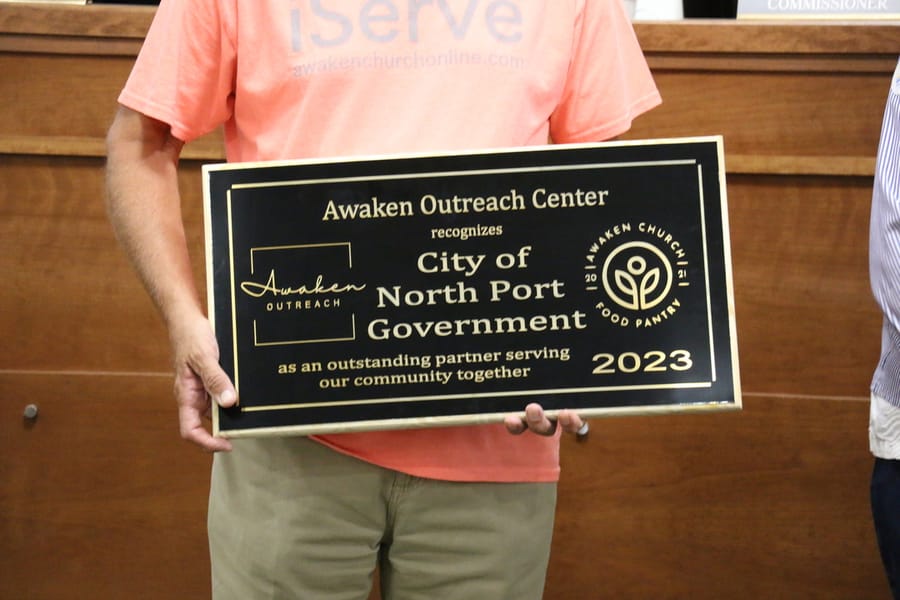 COMMISSIONER
iServe
awakenchurchonline.com
Awaken Outreach Center
recognizes
City of
North Port
Government
Awaken
OUTREACH
AWAKEN CHURCH
20 21
FOOD PANTRY
as an outstanding partner serving
our community together
2023